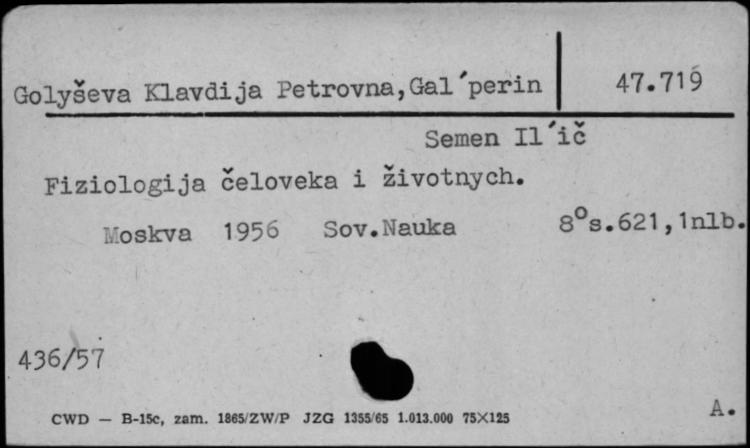 Golyševa Klavdija Petrovna, Gal´perin 47.719
Semen Il´ič
Fiziologija čeloveka i životnych.
Moskva 1956 Sov.Nauka 8°s.621,1nlb.
436/57
A.
CWD — B-15c, zam. 1865/ZW/P JZG 1355/65 1.013.000 75X125